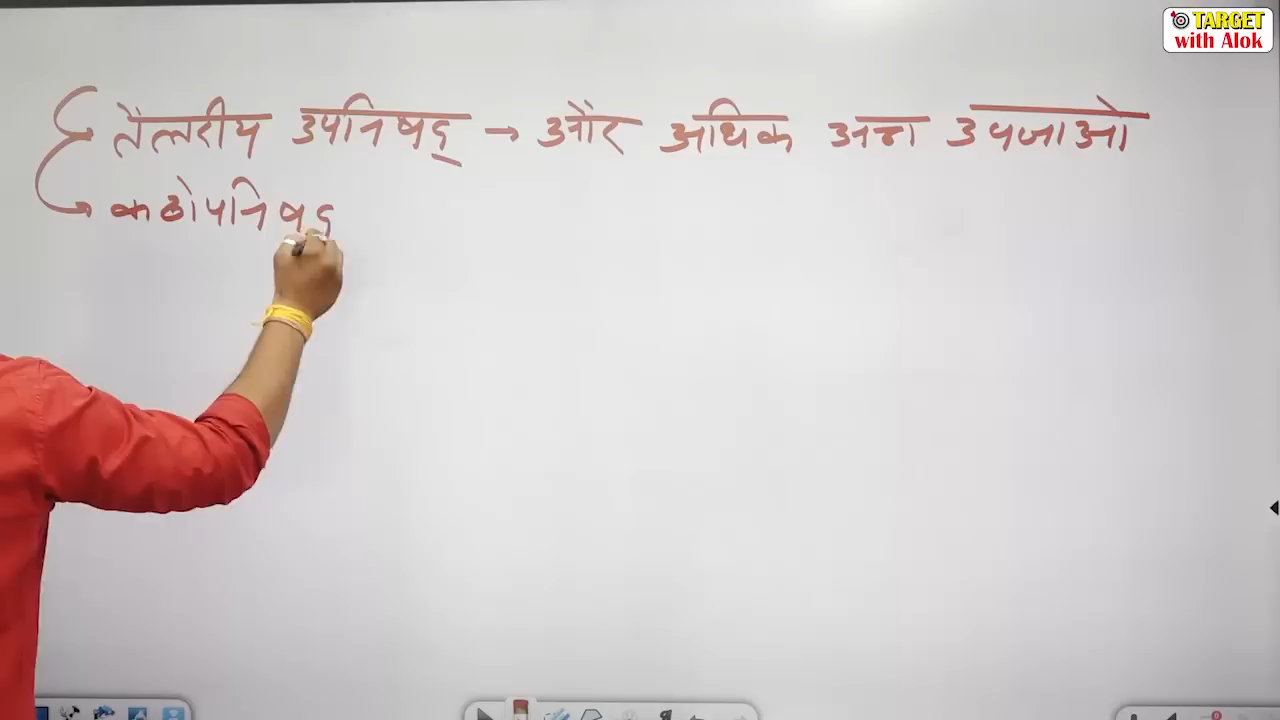 TARGET
with Alok
तैत्तरीय उपनिषद् → और अधिक अन्न उपजाओ
→ कठोपनिषद